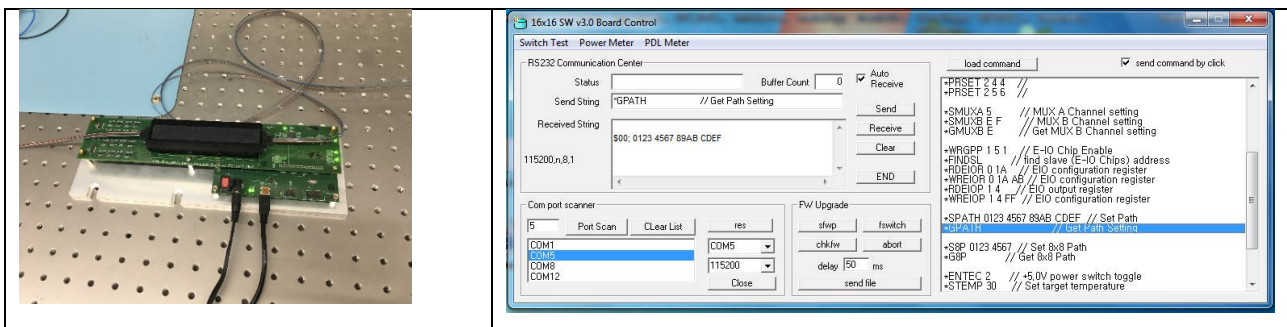 16x16 SW v3.0 Board Control
Switch Test Power Meter PDL Meter
RS232 Communication Center
Status
Buffer Count 0
Auto Receive
Send String *GPATH // Get Path Setting
Send
Received String
$00; 0123 4567 89AB CDEF
Receive
Clear
115200,n,8,1
END
Com port scanner
5 Port Scan CLear List res
COM1
COM5
COM8
COM12
COM5
115200
Close
FW Upgrade
sfwp fswitch
chkfw abort
delay 50 ms
send file
load command send command by click
*PRSET 2 4 4 //
*PRSET 2 5 6 //
*SMUXA 5 // MUX A Channel setting
*SMUXB E F // MUX B Channel setting
*GMUXB E // Get MUX B Channel setting
*WRGPP 1 5 1 // E-IO Chip Enable
*FINDSL //find slave (E-IO Chips) address
*RDEIOR 0 1A // EIO configuration register
*WREIOR 0 1A AB // EIO configuration register
*RDEIOP 1 4 // EIO output register
*WREIOP 1 4 FF // EIO configuration register
*SPATH 0123 4567 89AB CDEF // Set Path
*GPATH // Get Path Setting
*S8P 0123 4567 // Set 8x8 Path
*G8P // Get 8x8 Path
*ENTEC 2 // +5,0V power switch toggle
*STEMP 30 // Set target temperature